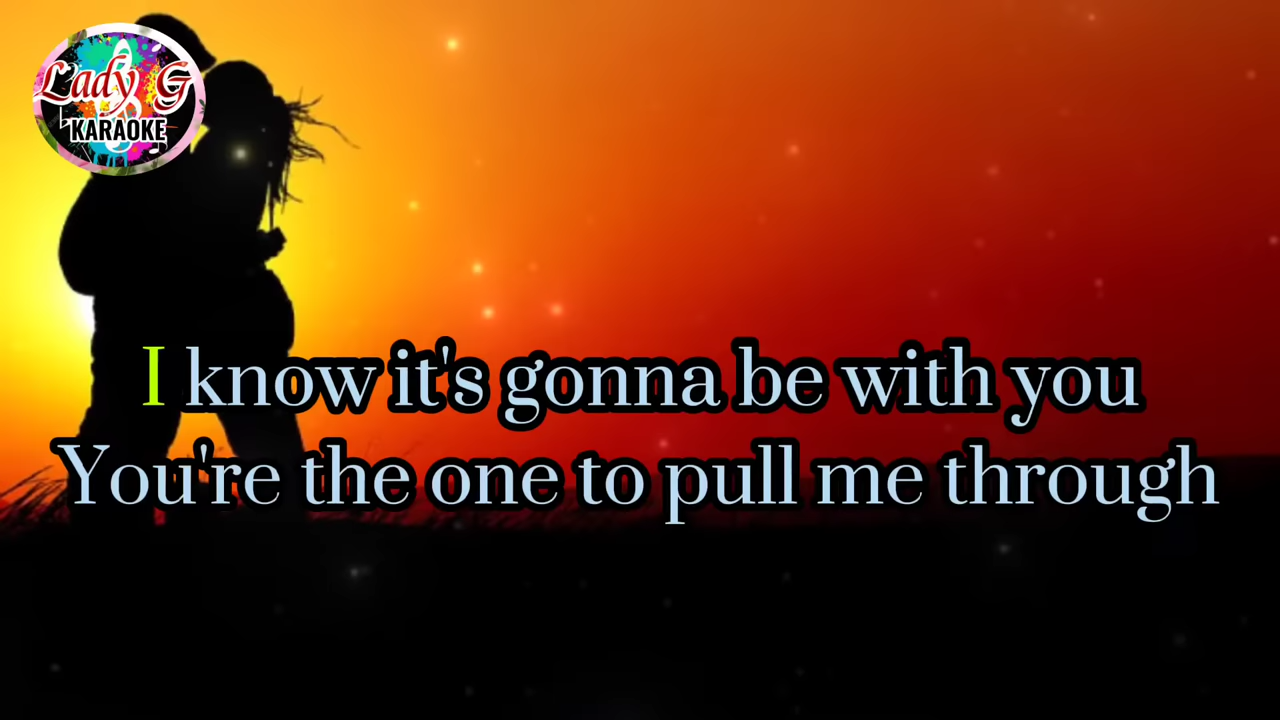 Lady G
KARAOKE
I know it's gonna be with you
You're the one to pull me through